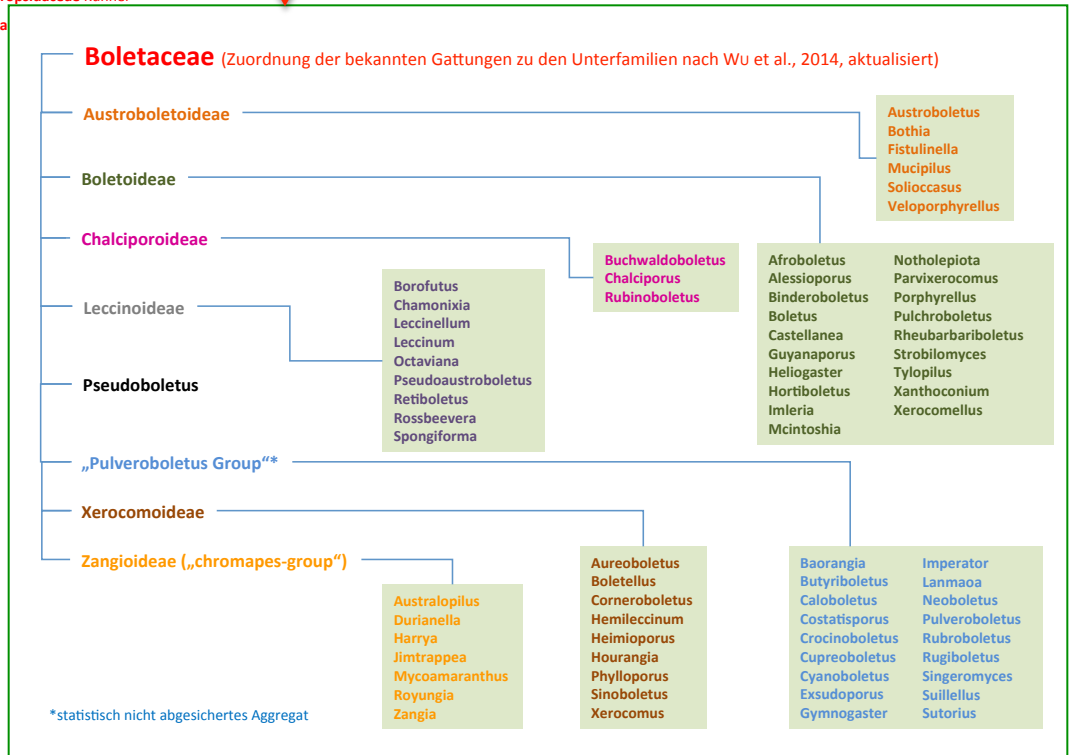 Kühner
Boletaceae (Zuordnung der bekannten Gattungen zu den Unterfamilien nach Wu et al., 2014, aktualisiert)
Austroboletoideae
Austroboletus
Bothia
Fistulinella
Mucipilus
Solioccasus
Veloporphyrellus
Boletoideae
Afroboletus
Alessioporus
Binderoboletus
Boletus
Castellanea
Guyanaporus
Heliogaster
Hortiboletus
Imleria
Mcintoshia
Notholepiota
Parvixerocomus
Porphyrellus
Pulchroboletus
Rheubarbariboletus
Strobilomyces
Tylopilus
Xanthoconium
Xerocomellus
Chalciporoideae
Buchwaldoboletus
Chalciporus
Rubinoboletus
Leccinoideae
Borofutus
Chamonixia
Leccinellum
Leccinum
Octaviana
Pseudoaustroboletus
Retiboletus
Rossbeevera
Spongiforma
Pseudoboletus
„Pulveroboletus Group“*
Baorangia
Butyriboletus
Caloboletus
Costatisporus
Crocinoboletus
Cupreoboletus
Cyanoboletus
Exsudoporus
Gymnogaster
Imperator
Lanmaoa
Neoboletus
Pulveroboletus
Rubroboletus
Rugiboletus
Singeromyces
Suillellus
Sutorius
Xerocomoideae
Aureoboletus
Boletellus
Corneroboletus
Hemileccinum
Heimioporus
Hourangia
Phylloporus
Sinoboletus
Xerocomus
Zangioideae („chromapes-group“)
Australopilus
Durianella
Harrya
Jimtrappea
Mycoamaranthus
Royungia
Zangia
*statistisch nicht abgesichertes Aggregat